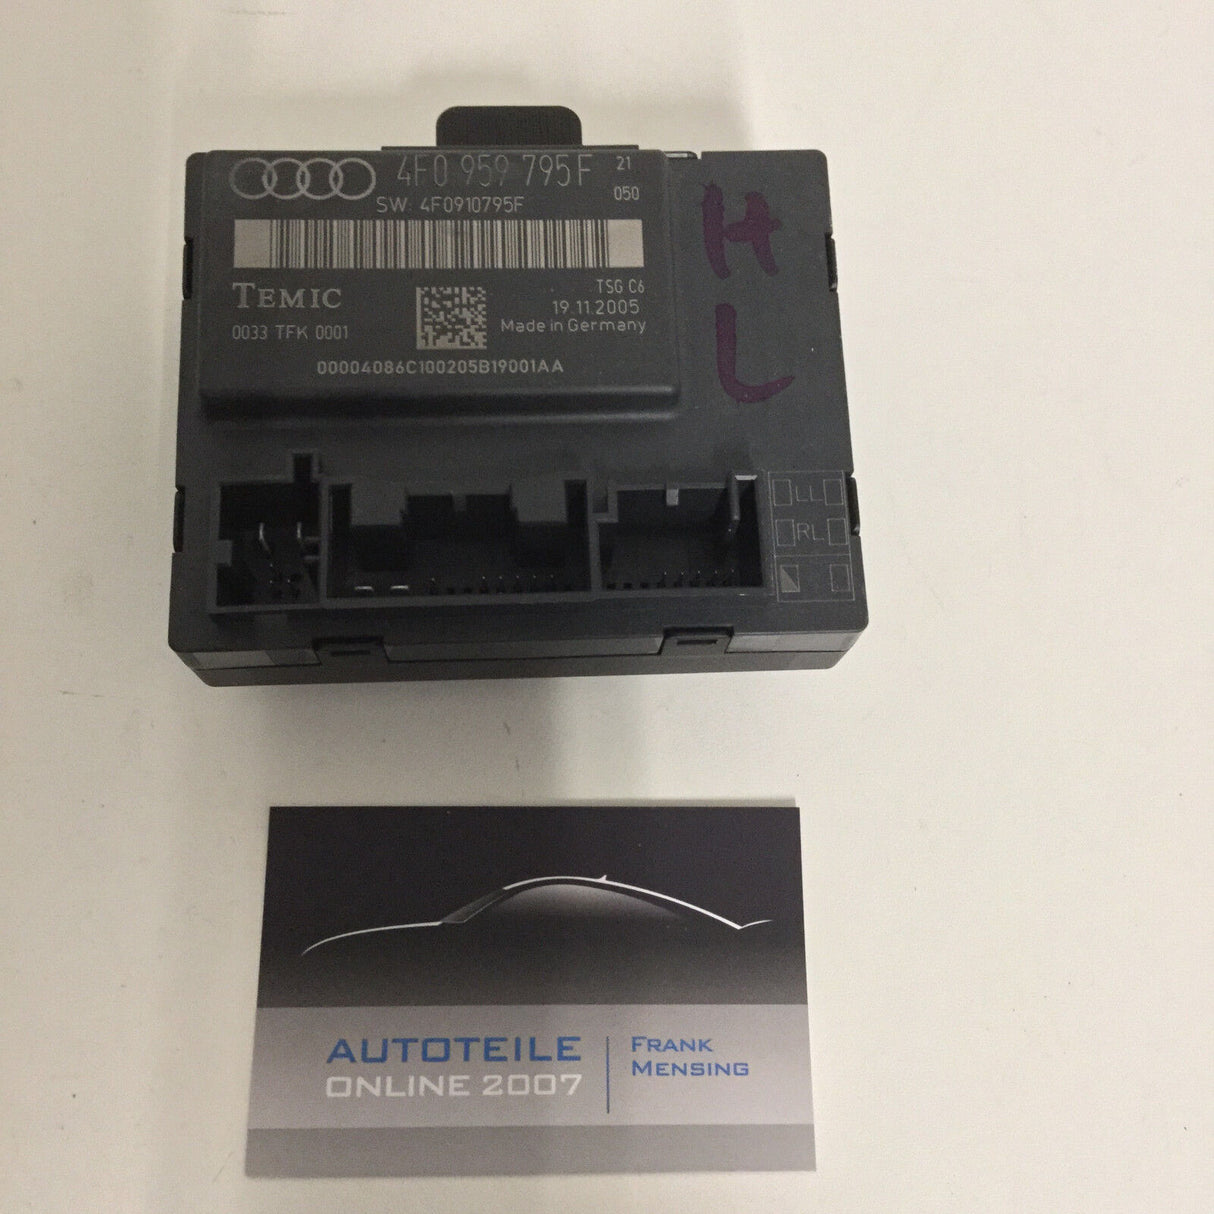 4F0 959 795F 21
SW: 4F0910795F 050
TEMIC
TSG C6
19.11.2005
0033 TFK 0001
Made in Germany
00004086C100205B19001AA
H
L
LL
RL
AUTOTEILE
ONLINE 2007
FRANK
MENSING